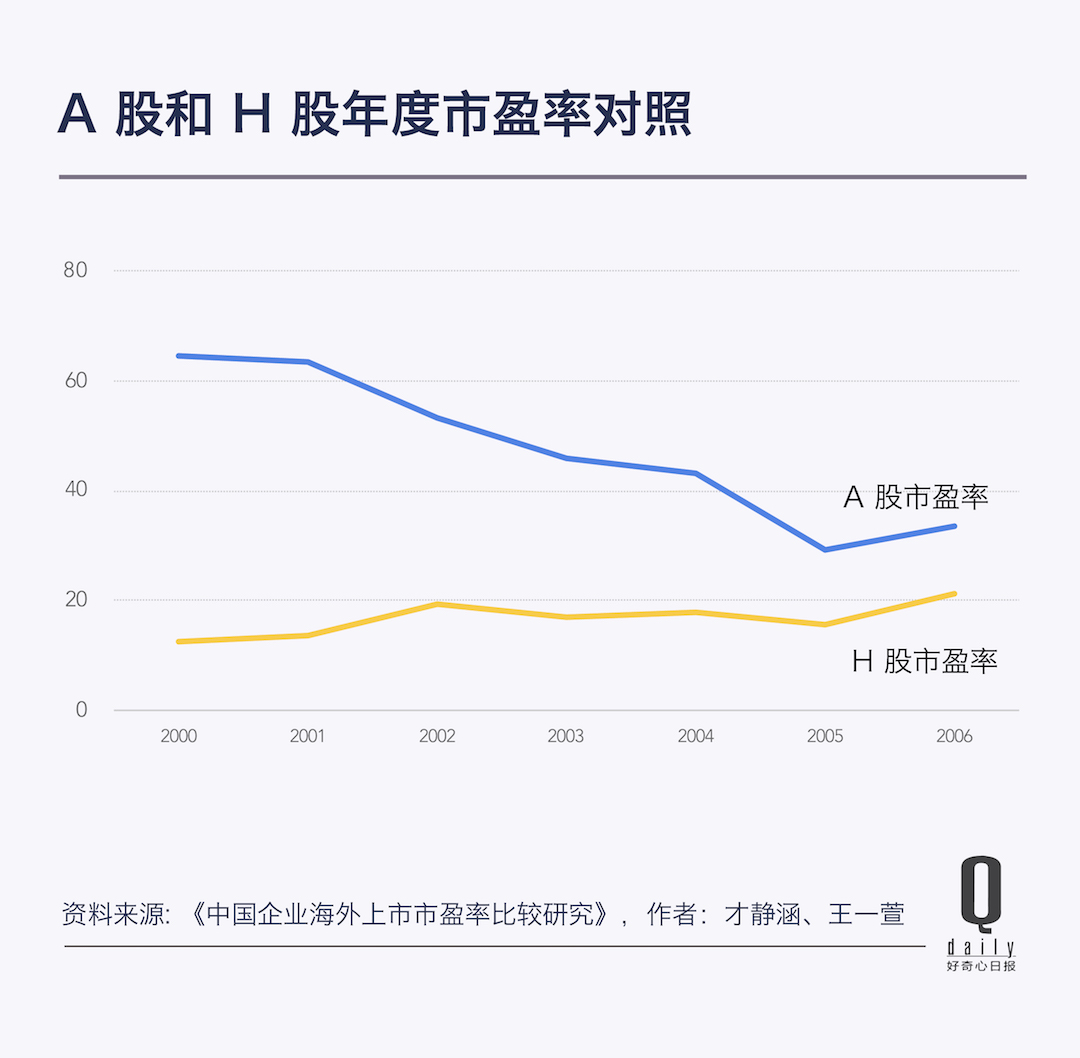 A 股和 H 股年度市盈率对照
80
60
40
A 股市盈率
20
H 股市盈率
0
2000 2001 2002 2003 2004 2005 2006
资料来源：《中国企业海外上市市盈率比较研究》，作者：才静涵、王一萱
Q
daily
好奇心日报